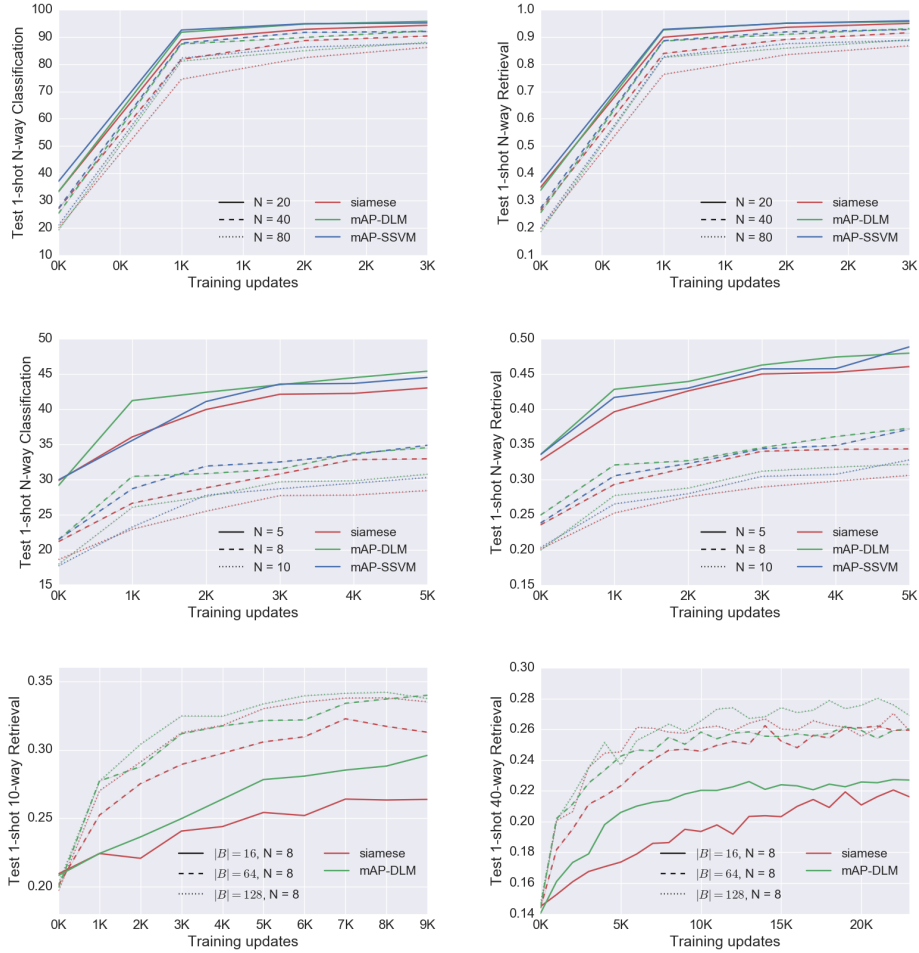 Test 1-shot N-way Classification
100
90
80
70
60
50
40
30
20
10
N = 20 siamese
N = 40 mAP-DLM
N = 80 mAP-SSVM
0K 0K 1K 1K 2K 2K 3K
Training updates
Test 1-shot N-way Retrieval
1.0
0.9
0.8
0.7
0.6
0.5
0.4
0.3
0.2
0.1
N = 20 siamese
N = 40 mAP-DLM
N = 80 mAP-SSVM
0K 0K 1K 1K 2K 2K 3K
Training updates
Test 1-shot N-way Classification
50
45
40
35
30
25
20
15
N = 5 siamese
N = 8 mAP-DLM
N = 10 mAP-SSVM
0K 1K 2K 3K 4K 5K
Training updates
Test 1-shot N-way Retrieval
0.50
0.45
0.40
0.35
0.30
0.25
0.20
0.15
N = 5 siamese
N = 8 mAP-DLM
N = 10 mAP-SSVM
0K 1K 2K 3K 4K 5K
Training updates
Test 1-shot 10-way Retrieval
0.35
0.30
0.25
0.20
|B| = 16, N = 8 siamese
|B| = 64, N = 8 mAP-DLM
|B| = 128, N = 8
0K 1K 2K 3K 4K 5K 6K 7K 8K 9K
Training updates
Test 1-shot 40-way Retrieval
0.30
0.28
0.26
0.24
0.22
0.20
0.18
0.16
0.14
|B| = 16, N = 8 siamese
|B| = 64, N = 8 mAP-DLM
|B| = 128, N = 8
0K 5K 10K 15K 20K
Training updates